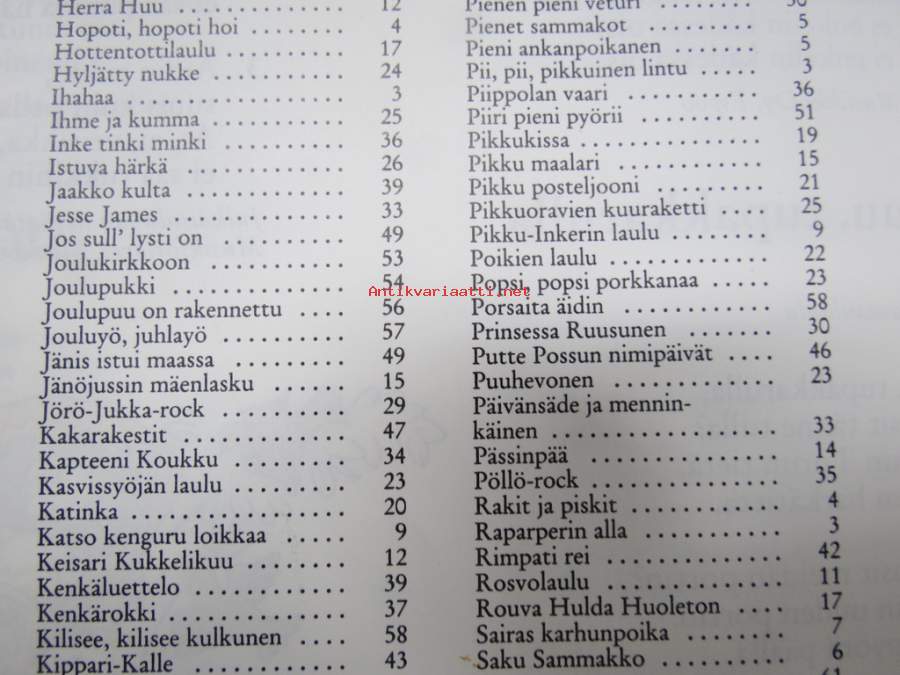 Herra Huu . . . . . . . . . . . . . . . 12
Hopoti, hopoti hoi . . . . . . . . 4
Hottentottilaulu . . . . . . . . . . 17
Hyljätty nukke . . . . . . . . . . . 24
Ihahaa . . . . . . . . . . . . . . . . . 3
Ihme ja kumma . . . . . . . . . . 25
Inke tinki minki . . . . . . . . . 36
Istuva härkä . . . . . . . . . . . . . 26
Jaakko kulta . . . . . . . . . . . . . 39
Jesse James . . . . . . . . . . . . . . 33
Jos sull' lysti on . . . . . . . . . . 49
Joulukirkkoon . . . . . . . . . . . 53
Joulupukki . . . . . . . . . . . . . . 54
Joulupuu on rakennettu . . . . 56
Jouluyö, juhlayö . . . . . . . . . 57
Jänis istui maassa . . . . . . . . . 49
Jänöjussin mäenlasku . . . . . . 15
Jörö-Jukka-rock . . . . . . . . . 29
Kakarakestit . . . . . . . . . . . . 47
Kapteeni Koukku . . . . . . . . 34
Kasvissyöjän laulu . . . . . . . . 23
Katinka . . . . . . . . . . . . . . . . 20
Katso kenguru loikkaa . . . . . 9
Keisari Kukkelikuu . . . . . . . 12
Kenkäluettelo . . . . . . . . . . . 39
Kenkärokki . . . . . . . . . . . . . 37
Kilisee, kilisee kulkunen . . . . 58
Kippari-Kalle . . . . . . . . . . . 43
Pienen pieni veturi . . . . . . .
Pienet sammakot . . . . . . . . . 5
Pieni ankanpoikanen . . . . . . . 5
Pii, pii, pikkuinen lintu . . . . . 3
Piippolan vaari . . . . . . . . . . 36
Piiri pieni pyörii . . . . . . . . . 51
Pikkukissa . . . . . . . . . . . . . . 19
Pikku maalari . . . . . . . . . . . 15
Pikku posteljooni . . . . . . . . 21
Pikkuoravien kuuraketti . . . . 25
Pikku-Inkerin laulu . . . . . . . . 9
Poikien laulu . . . . . . . . . . . . 22
Popsi, popsi porkkanaa . . . . . 23
Porsaita äidin . . . . . . . . . . . 58
Prinsessa Ruusunen . . . . . . . 30
Putte Possun nimipäivät . . . . 46
Puuhevonen . . . . . . . . . . . . 23
Päivänsäde ja mennin-
käinen . . . . . . . . . . . . . . . . . 33
Pässinpää . . . . . . . . . . . . . . 14
Pöllö-rock . . . . . . . . . . . . . . 35
Rakit ja piskit . . . . . . . . . . . . 4
Raparperin alla . . . . . . . . . . . 3
Rimpati rei . . . . . . . . . . . . . 42
Rosvolaulu . . . . . . . . . . . . . . 11
Rouva Hulda Huoleton . . . . 17
Sairas karhunpoika . . . . . . . . 7
Saku Sammakko . . . . . . . . . . 6
61
Antikvariaatti.net